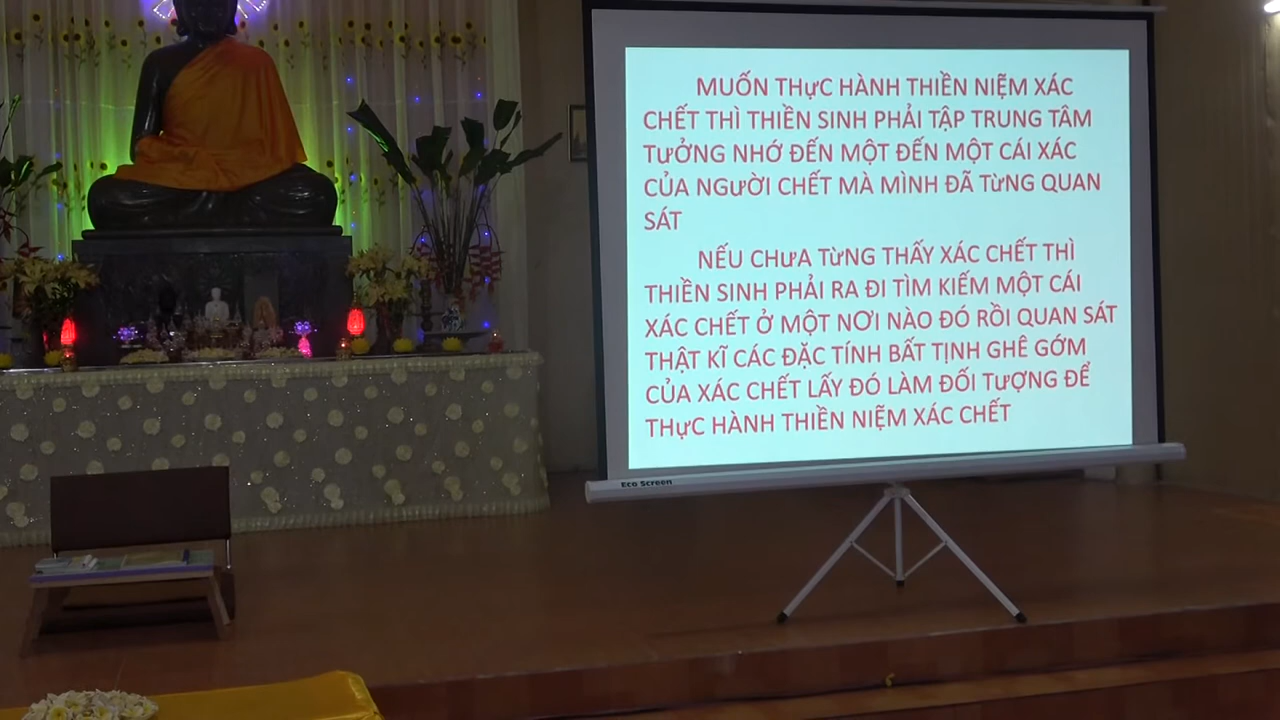 MUỐN THựC HÀNH THIỀN NIỆM XÁC
CHẾT THÌ THIỀN SINH PHẢI TẬP TRUNG TÂM
TƯỞNG NHỚ ĐẾN MỘT ĐẾN MỘT CÁI XÁC
CỦA NGƯỜI CHẾT MÀ MÌNH ĐÃ TừNG QUAN
SÁT
NẾU CHưA TừNG THẤY XÁC CHẾT THÌ
THIỀN SINH PHẢI RA ĐI TÌM KIẾM MỘT CÁI
XÁC CHẾT Ở MỘT NƠI NÀO ĐÓ RỒI QUAN SÁT
THẬT KĨ CÁC ĐẶC TÍNH BẤT TỊNH GHÊ GỚM
CỦA XÁC CHẾT LẤY ĐÓ LÀM ĐỐI TƯỢNG ĐỂ
THựC HÀNH THIỀN NIỆM XÁC CHẾT
Eco Screen